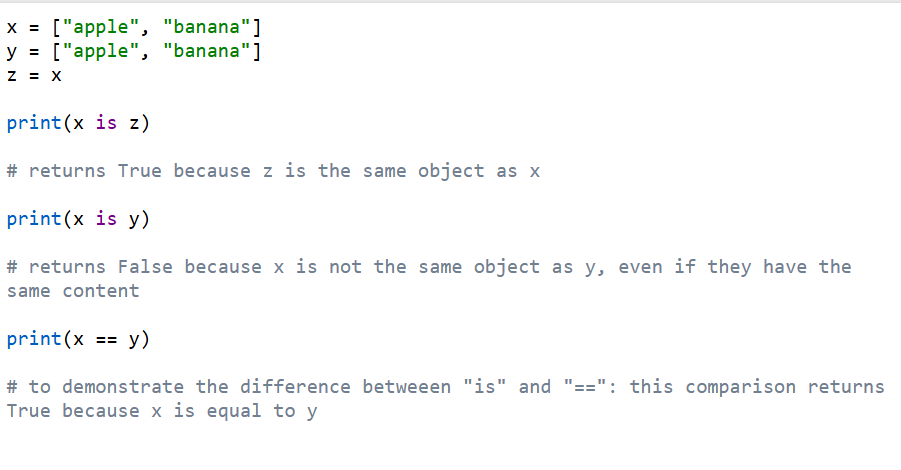 x = ["apple", "banana"]
y = ["apple", "banana"]
z = x
print(x is z)
# returns True because z is the same object as x
print(x is y)
# returns False because x is not the same object as y, even if they have the
same content
print(x == y)
# to demonstrate the difference betweeen "is" and "==": this comparison returns
True because x is equal to y